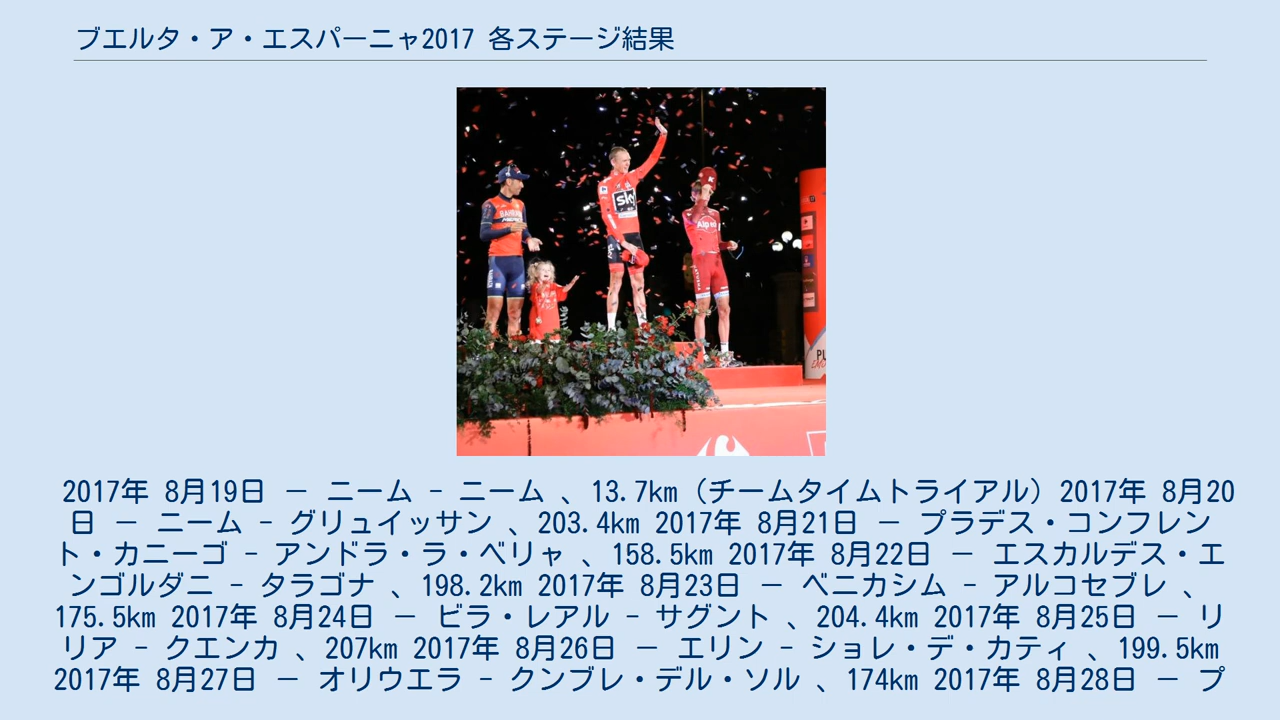 ブエルタ・ア・エスパーニャ2017 各ステージ結果
BAHRAIN
sky
Alpecin
2017年 8月19日 － ニーム - ニーム 、13.7km（チームタイムトライアル）2017年 8月20
日 － ニーム - グリュイッサン 、203.4km 2017年 8月21日 － プラデス・コンフレン
ト・カニーゴ - アンドラ・ラ・ベリャ 、158.5km 2017年 8月22日 － エスカルデス・エ
ンゴルダニ - タラゴナ 、198.2km 2017年 8月23日 － ベニカシム - アルコセブレ 、
175.5km 2017年 8月24日 － ビラ・レアル - サグント 、204.4km 2017年 8月25日 － リ
リア - クエンカ 、207km 2017年 8月26日 － エリン - ショレ・デ・カティ 、199.5km
2017年 8月27日 － オリウエラ - クンブレ・デル・ソル 、174km 2017年 8月28日 － プ